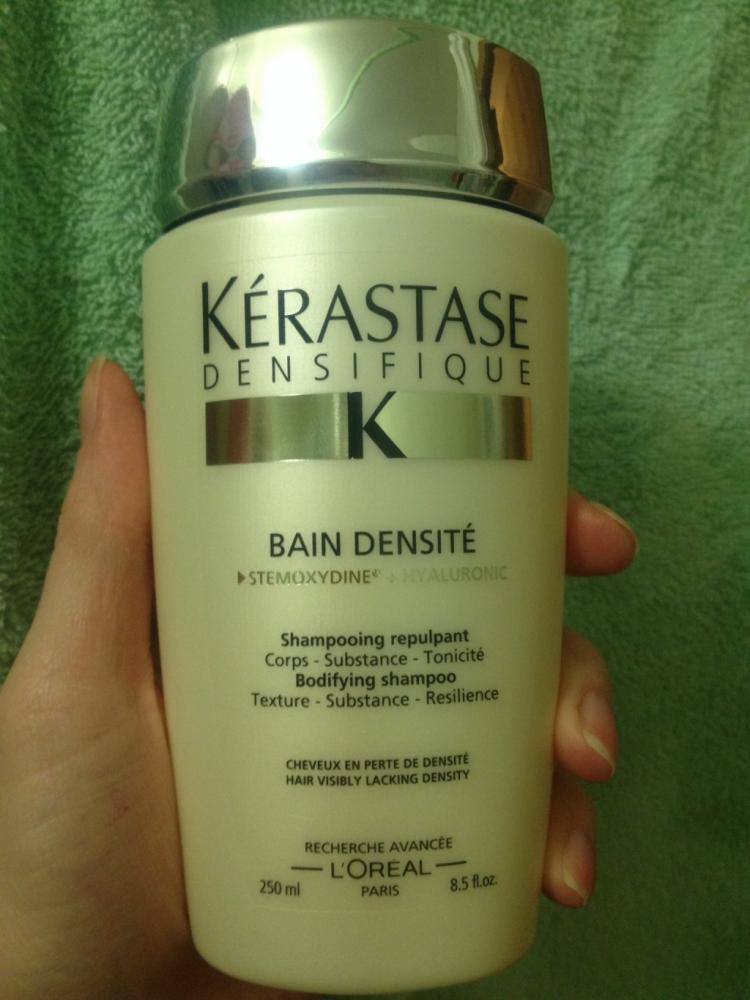 KÉRASTASE
DENSIFIQUE
K
BAIN DENSITÉ
STEMOXYDINE® + HYALURONIC
Shampooing repulpant
Corps - Substance - Tonicité
Bodifying shampoo
Texture - Substance - Resilience
CHEVEUX EN PERTE DE DENSITÉ
HAIR VISIBLY LACKING DENSITY
RECHERCHE AVANCÉE
L'ORÉAL
250 ml PARIS 8.5 fl.oz.